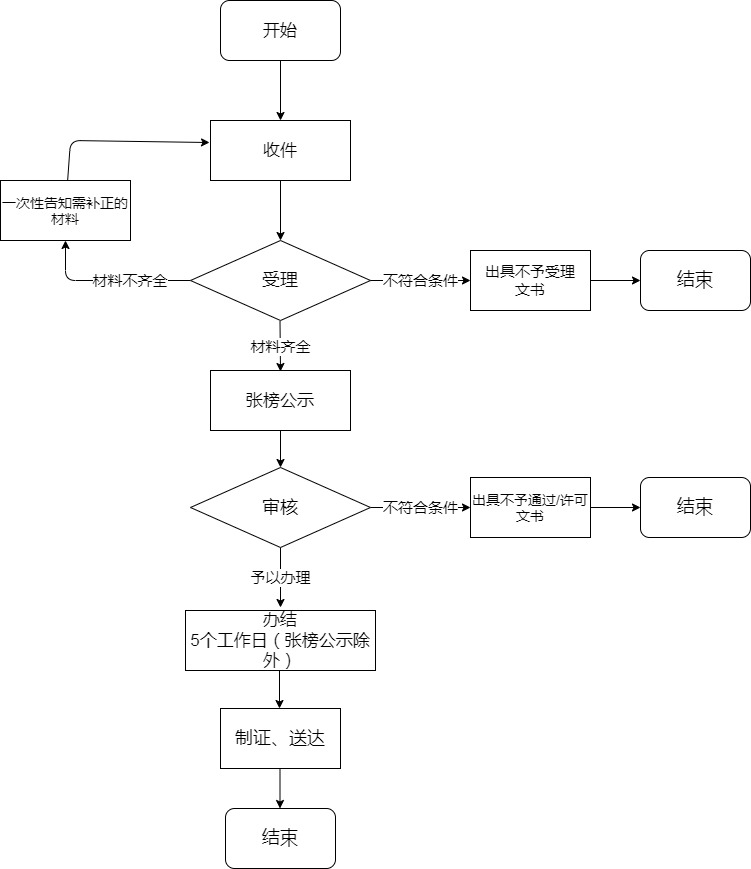 开始
收件
一次性告知需补正的
材料
材料不齐全
受理
不符合条件
出具不予受理
文书
结束
材料齐全
张榜公示
审核
不符合条件
出具不予通过/许可
文书
结束
予以办理
办结
5个工作日（张榜公示除
外）
制证、送达
结束